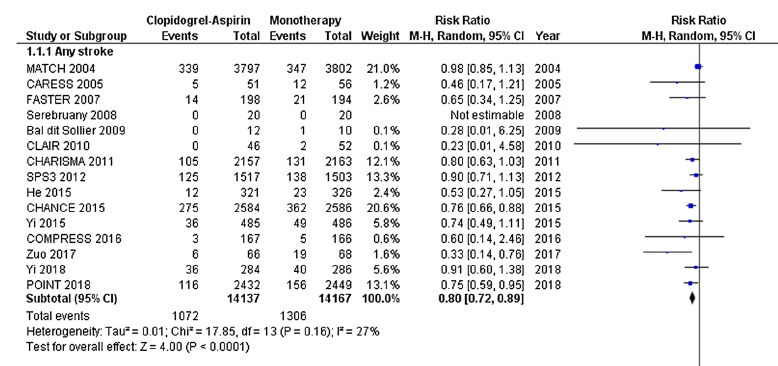 Clopidogrel-Aspirin Monotherapy Risk Ratio Risk Ratio
Study or Subgroup Events Total Events Total Weight M-H, Random, 95% CI Year M-H, Random, 95% CI
1.1.1 Any stroke
MATCH 2004 339 3797 347 3802 21.0% 0.98 [0.85, 1.13] 2004
CARESS 2005 5 51 12 56 1.2% 0.46 [0.17, 1.21] 2005
FASTER 2007 14 198 21 194 2.6% 0.65 [0.34, 1.25] 2007
Serebruany 2008 0 20 0 20 Not estimable 2008
Bal dit Sollier 2009 0 12 1 10 0.1% 0.28 [0.01, 6.25] 2009
CLAIR 2010 0 46 2 52 0.1% 0.23 [0.01, 4.58] 2010
CHARISMA 2011 105 2157 131 2163 12.1% 0.80 [0.63, 1.03] 2011
SPS3 2012 125 1517 138 1503 13.3% 0.90 [0.71, 1.13] 2012
He 2015 12 321 23 326 2.4% 0.53 [0.27, 1.05] 2015
CHANCE 2015 275 2584 362 2586 20.6% 0.76 [0.66, 0.88] 2015
Yi 2015 36 485 49 486 5.8% 0.74 [0.49, 1.11] 2015
COMPRESS 2016 3 167 5 166 0.6% 0.60 [0.14, 2.46] 2016
Zuo 2017 6 66 19 68 1.7% 0.33 [0.14, 0.76] 2017
Yi 2018 36 284 40 286 5.4% 0.91 [0.60, 1.38] 2018
POINT 2018 116 2432 156 2449 13.1% 0.75 [0.59, 0.95] 2018
Subtotal (95% CI) 14137 14167 100.0% 0.80 [0.72, 0.89]
Total events 1072 1306
Heterogeneity: Tau² = 0.01; Chi² = 17.85, df = 13 (P = 0.16); I² = 27%
Test for overall effect: Z = 4.00 (P < 0.0001)